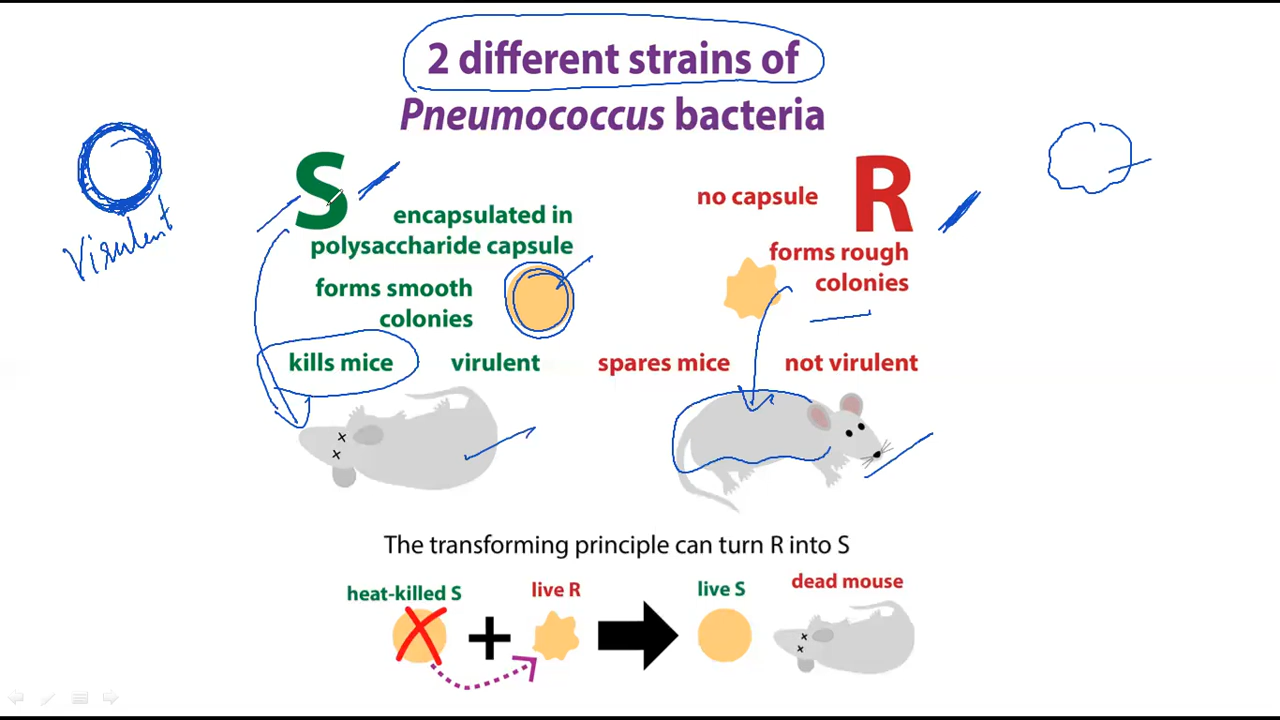 2 different strains of
Pneumococcus bacteria
S
encapsulated in
polysaccharide capsule
forms smooth
colonies
kills mice
virulent
Virulent
R
no capsule
forms rough
colonies
spares mice
not virulent
The transforming principle can turn R into S
heat-killed S
live R
live S
dead mouse